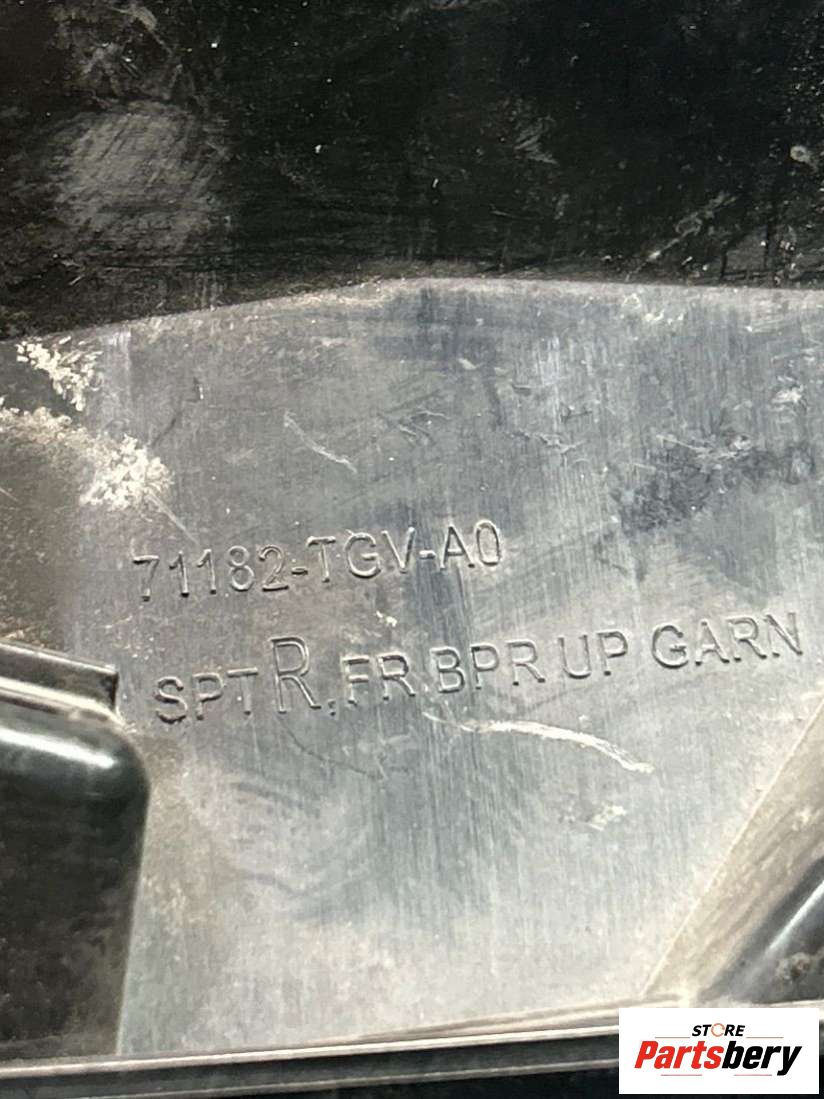 71182-TGV-A0
SPT R, FR BPR UP GARN
STORE
Partsbery